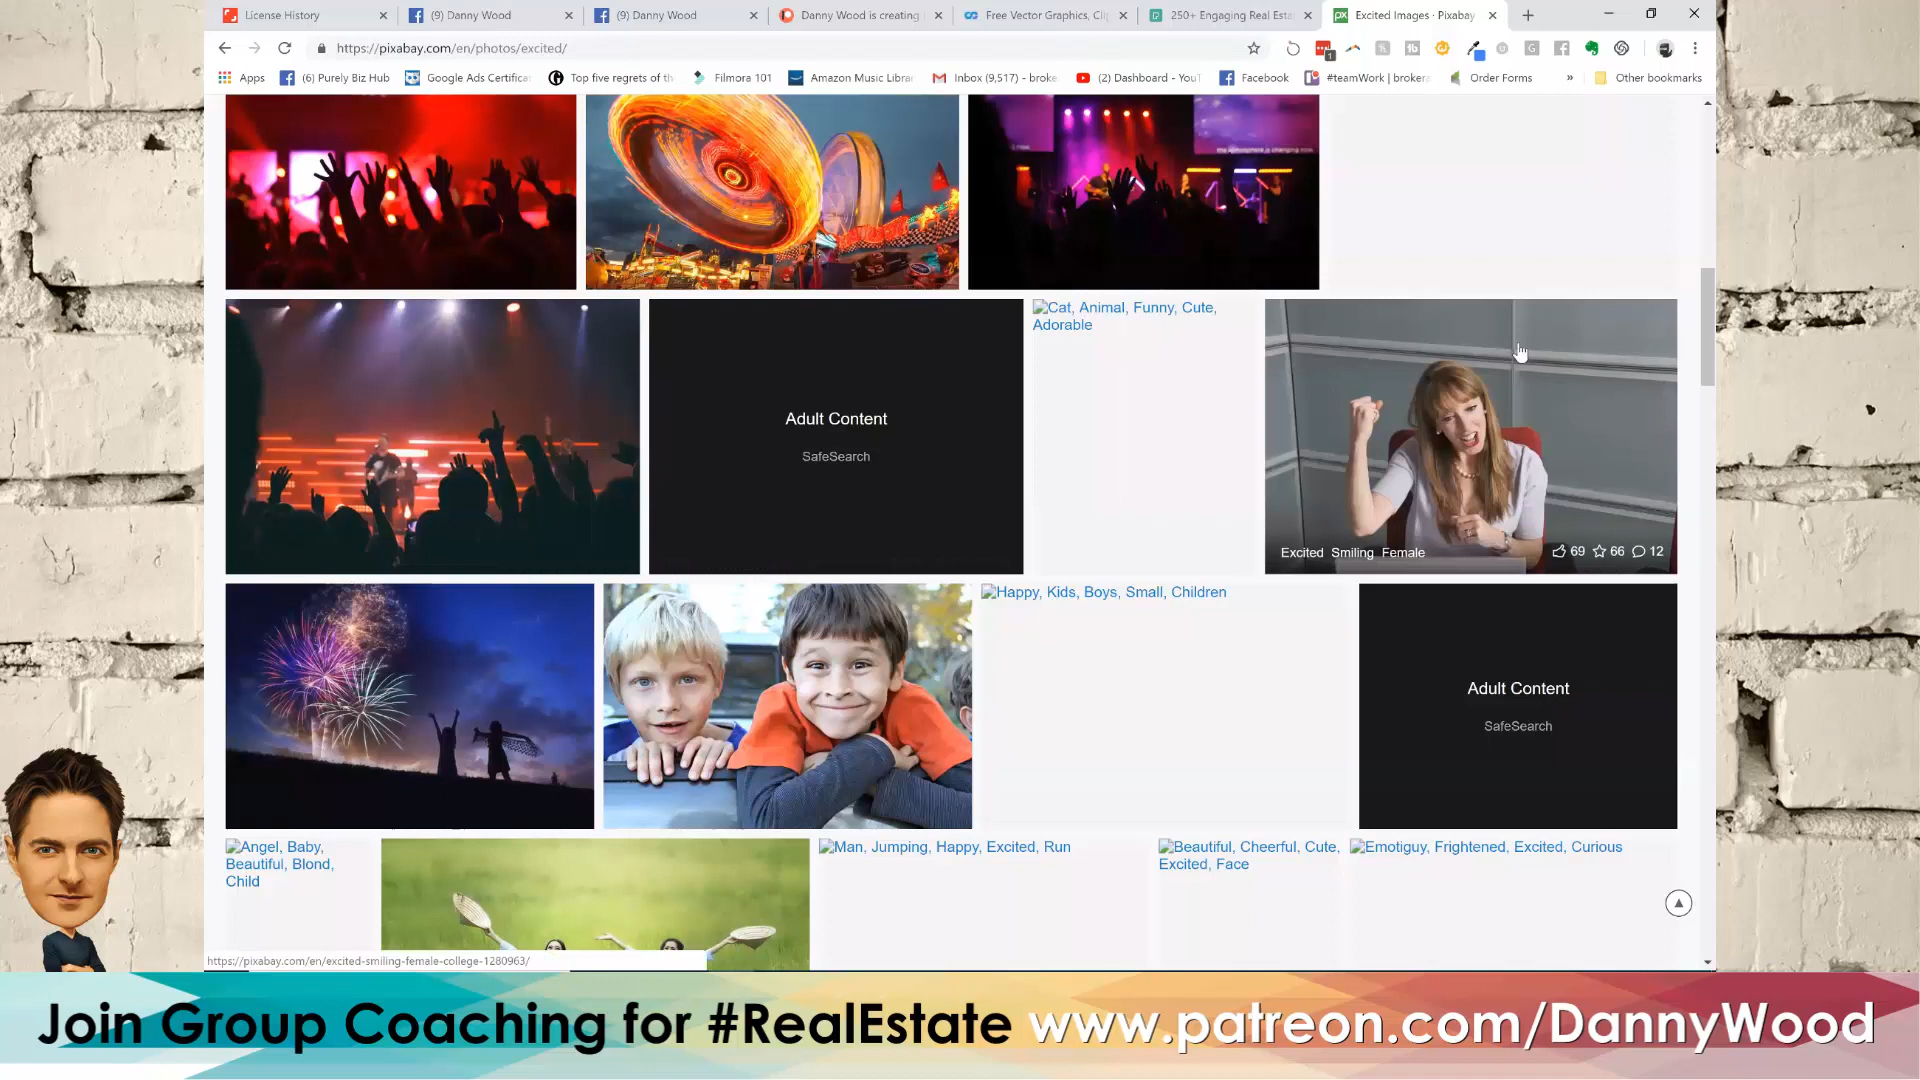 License History
(9) Danny Wood
(9) Danny Wood
Danny Wood is creating
Free Vector Graphics, Cli
250+ Engaging Real Esta
Excited Images · Pixabay
https://pixabay.com/en/photos/excited/
Apps
(6) Purely Biz Hub
Google Ads Certifica
Top five regrets of th
Filmora 101
Amazon Music Librar
Inbox (9,517) - broke
(2) Dashboard - YouT
Facebook
#teamWork | broker
Order Forms
»
Other bookmarks
Adult Content
SafeSearch
Cat, Animal, Funny, Cute,
Adorable
Excited Smiling Female
69 66 12
Happy, Kids, Boys, Small, Children
Adult Content
SafeSearch
Angel, Baby,
Beautiful, Blond,
Child
Man, Jumping, Happy, Excited, Run
Beautiful, Cheerful, Cute,
Excited, Face
Emotiguy, Frightened, Excited, Curious
https://pixabay.com/en/excited-smiling-female-college-1280963/
Join Group Coaching for #RealEstate www.patreon.com/DannyWood